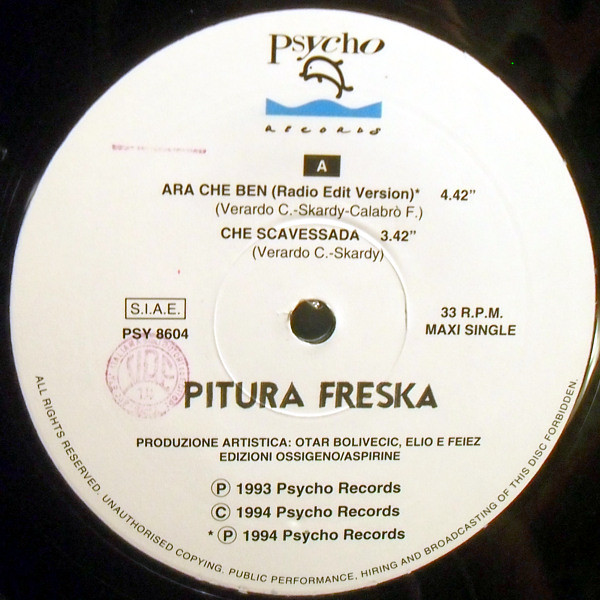 Psycho
RECORDS
A
ARA CHE BEN (Radio Edit Version)* 4.42”
(Verardo C.-Skardy-Calabrò F.)
CHE SCAVESSADA 3.42”
(Verardo C.-Skardy)
S.I.A.E.
PSY 8604
33 R.P.M.
MAXI SINGLE
PITURA FRESKA
PRODUZIONE ARTISTICA: OTAR BOLIVECIC, ELIO E FEIEZ
EDIZIONI OSSIGENO/ASPIRINE
Ⓟ 1993 Psycho Records
Ⓒ 1994 Psycho Records
* Ⓟ 1994 Psycho Records
ALL RIGHTS RESERVED. UNAUTHORISED COPYING. PUBLIC PERFORMANCE, HIRING AND BROADCASTING OF THIS DISC FORBIDDEN.